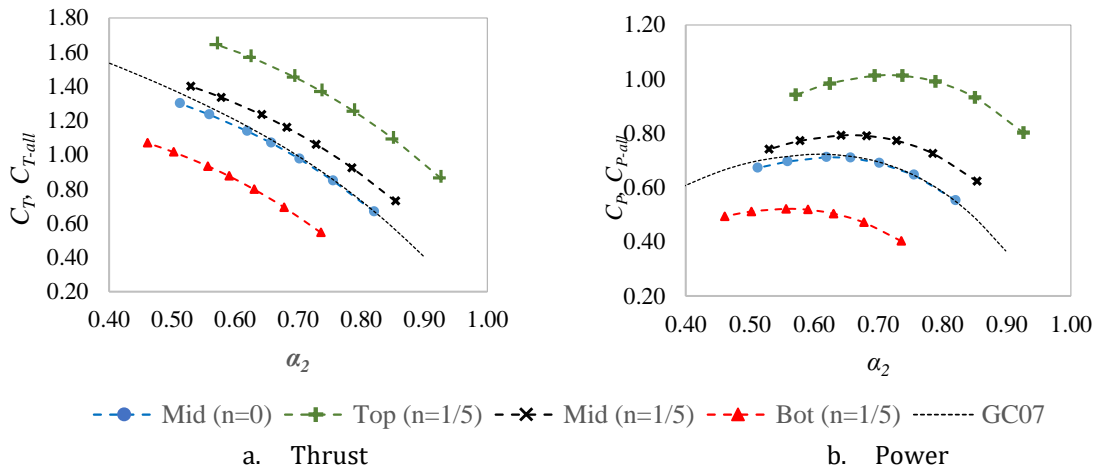 1.80
1.60
1.40
1.20
1.00
0.80
0.60
0.40
0.20
C_T, C_T-all
0.40 0.50 0.60 0.70 0.80 0.90 1.00
α2
1.20
1.00
0.80
0.60
0.40
0.20
C_P, C_P-all
0.40 0.50 0.60 0.70 0.80 0.90 1.00
α2
Mid (n=0) Top (n=1/5) Mid (n=1/5) Bot (n=1/5) GC07
a. Thrust
b. Power